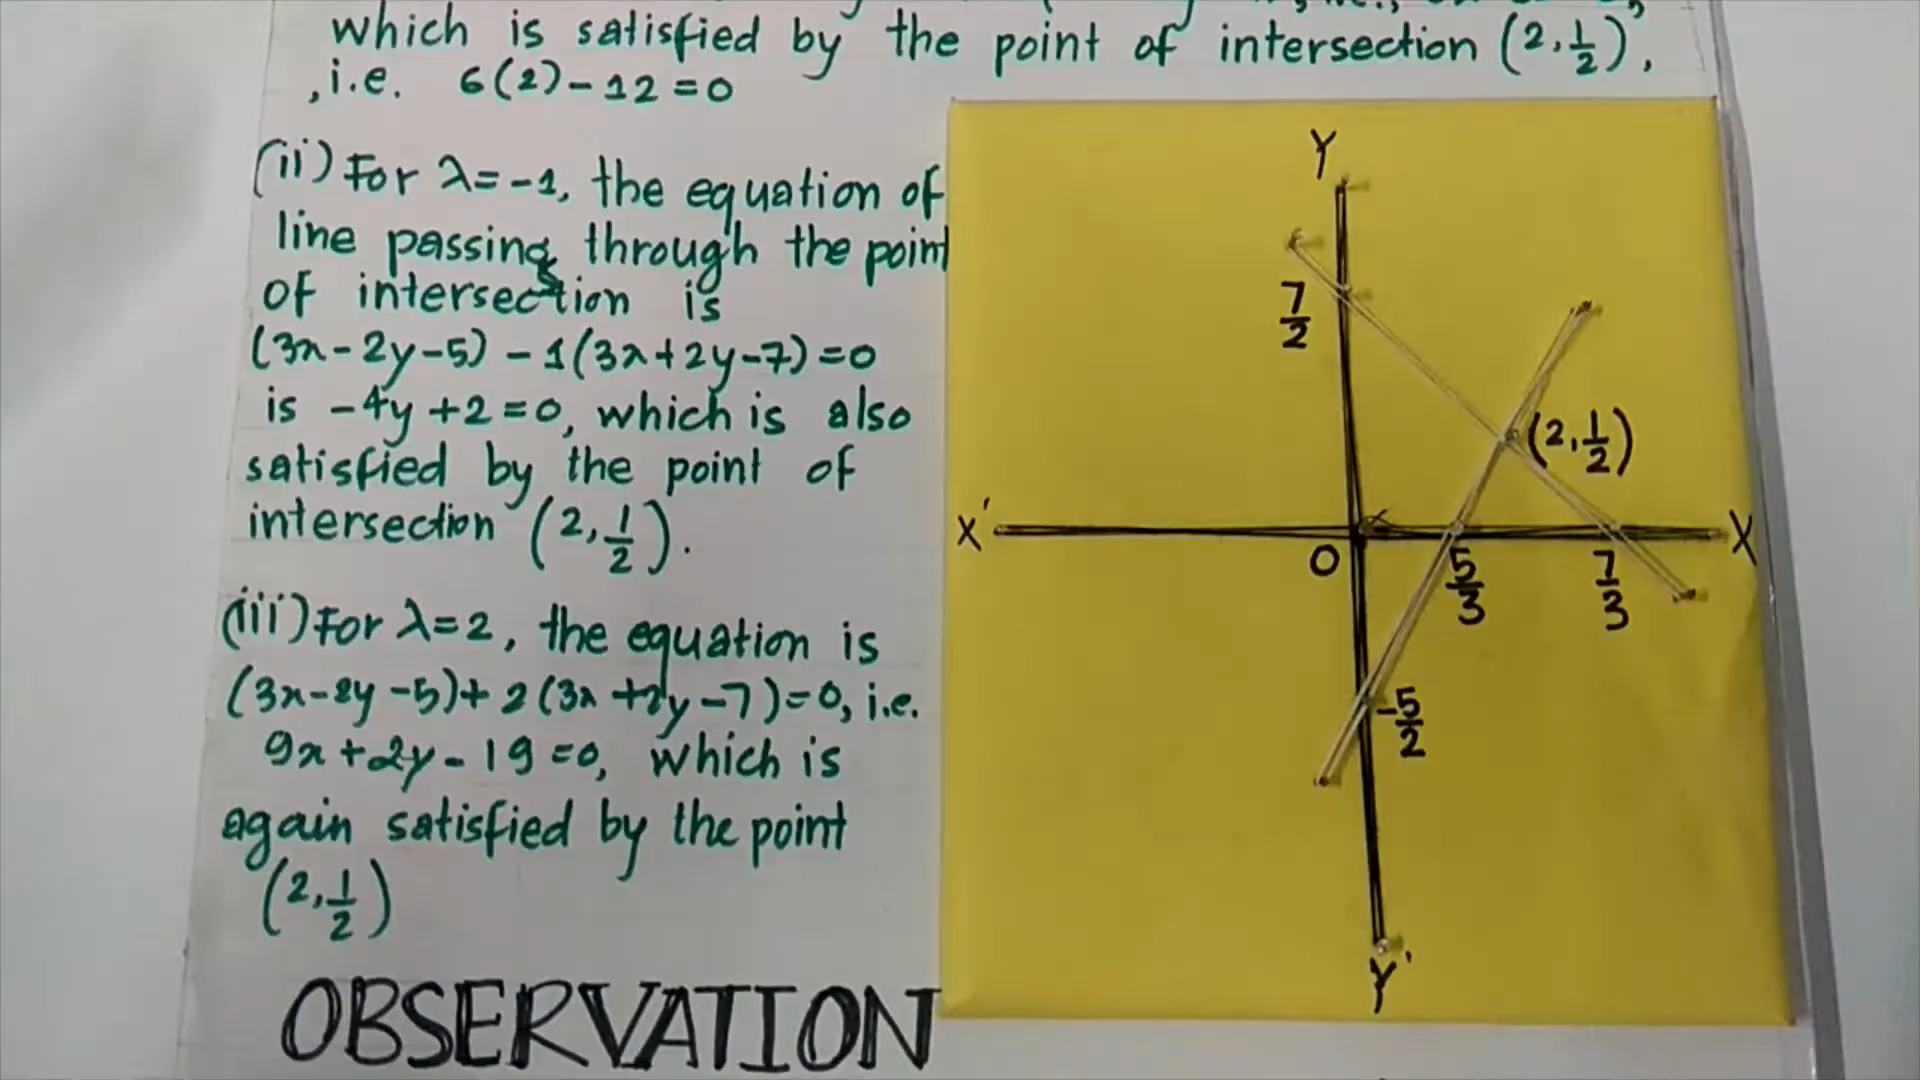 which is satisfied by the point of intersection (2,1/2),
,i.e. 6(2)-12=0
(ii) For λ=-1, the equation of
line passing through the point
of intersection is
(3x-2y-5)-1(3x+2y-7)=0
is -4y+2=0, which is also
satisfied by the point of
intersection (2,1/2).
(iii) For λ=2, the equation is
(3x-2y-5)+2(3x+2y-7)=0, i.e.
9x+2y-19=0, which is
again satisfied by the point
(2,1/2)
OBSERVATION
Y
7/2
(2,1/2)
X'
X
O
5/3
7/3
-5/2
Y'